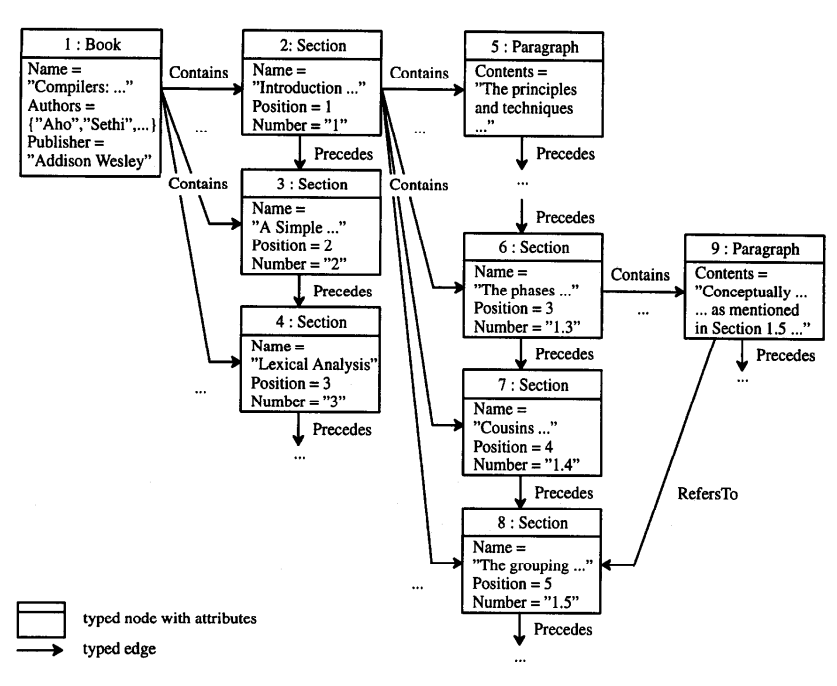 1 : Book
Name =
"Compilers: ..."
Authors =
{"Aho","Sethi",...}
Publisher =
"Addison Wesley"
Contains
...
Contains
...
2: Section
Name =
"Introduction ..."
Position = 1
Number = "1"
Precedes
3 : Section
Name =
"A Simple ..."
Position = 2
Number = "2"
Precedes
4 : Section
Name =
"Lexical Analysis"
Position = 3
Number = "3"
Precedes
...
Contains
...
Contains
...
5 : Paragraph
Contents =
"The principles
and techniques
..."
Precedes
...
Precedes
6 : Section
Name =
"The phases ..."
Position = 3
Number = "1.3"
Precedes
7 : Section
Name =
"Cousins ..."
Position = 4
Number = "1.4"
Precedes
8 : Section
Name =
"The grouping ..."
Position = 5
Number = "1.5"
Precedes
...
Contains
...
9 : Paragraph
Contents =
"Conceptually ...
... as mentioned
in Section 1.5 ..."
Precedes
...
RefersTo
typed node with attributes
typed edge